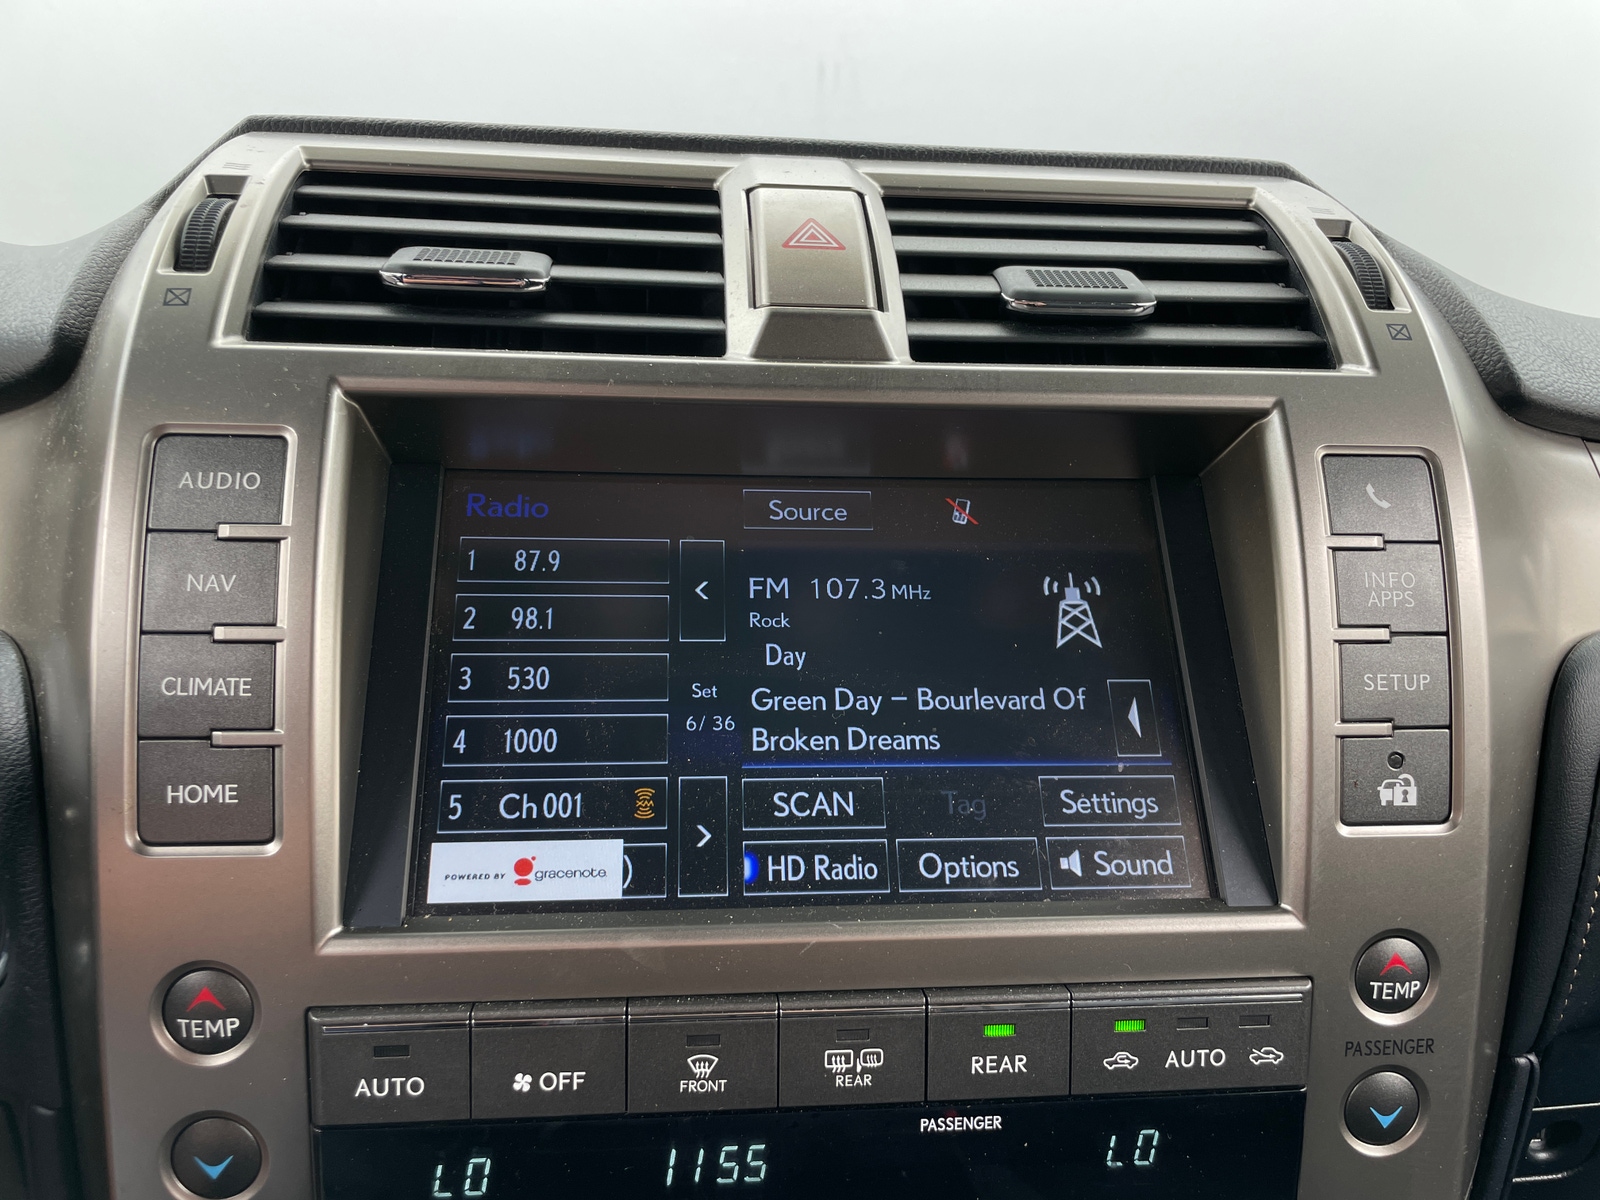 AUDIO
NAV
CLIMATE
HOME
Radio
Source
1 87.9
2 98.1
3 530
4 1000
5 Ch 001 XM
POWERED BY gracenote )
<
Set
6/ 36
>
FM 107.3 MHz
Rock
Day
Green Day – Bourlevard Of
Broken Dreams
SCAN Tag Settings
HD Radio Options Sound
INFO
APPS
SETUP
TEMP
AUTO
OFF
FRONT
REAR
REAR
AUTO
TEMP
PASSENGER
PASSENGER
LO 1155 LO